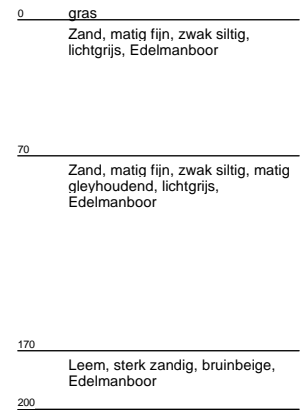 0 gras
Zand, matig fijn, zwak siltig,
lichtgrijs, Edelmanboor
70
Zand, matig fijn, zwak siltig, matig
gleyhoudend, lichtgrijs,
Edelmanboor
170
Leem, sterk zandig, bruinbeige,
Edelmanboor
200